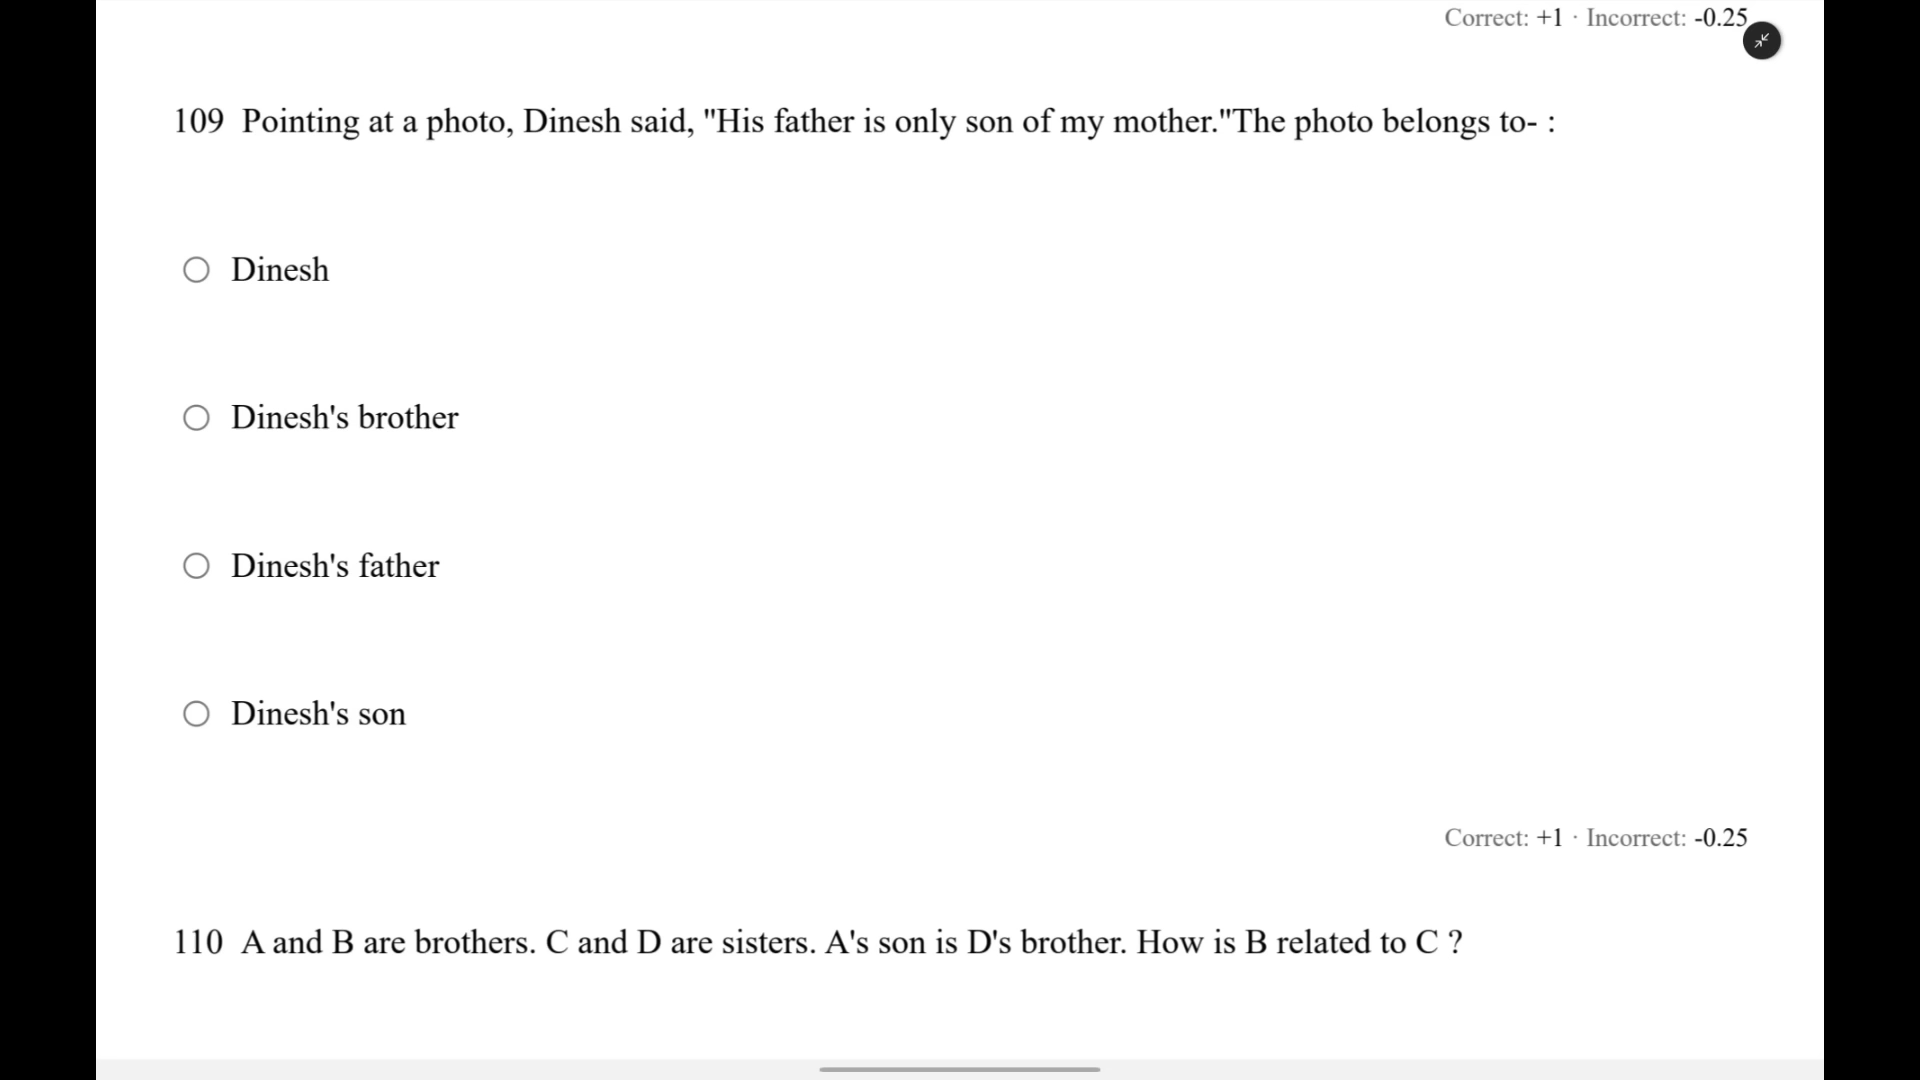 Correct: +1 · Incorrect: -0.25
109 Pointing at a photo, Dinesh said, "His father is only son of my mother."The photo belongs to- :
Dinesh
Dinesh's brother
Dinesh's father
Dinesh's son
Correct: +1 · Incorrect: -0.25
110 A and B are brothers. C and D are sisters. A's son is D's brother. How is B related to C ?